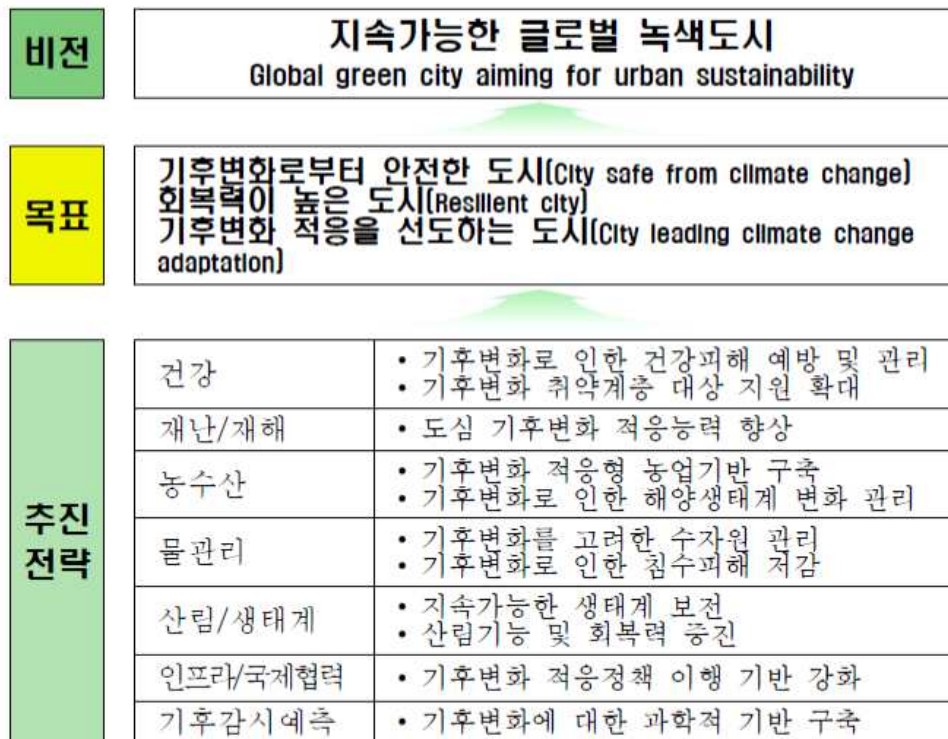 비전
지속가능한 글로벌 녹색도시
Global green city aiming for urban sustainability
목표
기후변화로부터 안전한 도시(City safe from climate change)
회복력이 높은 도시(Resilient city)
기후변화 적응을 선도하는 도시(City leading climate change
adaptation)
추진
전략
건강
• 기후변화로 인한 건강피해 예방 및 관리
• 기후변화 취약계층 대상 지원 확대
재난/재해
• 도심 기후변화 적응능력 향상
농수산
• 기후변화 적응형 농업기반 구축
• 기후변화로 인한 해양생태계 변화 관리
물관리
• 기후변화를 고려한 수자원 관리
• 기후변화로 인한 침수피해 저감
산림/생태계
• 지속가능한 생태계 보전
• 산림기능 및 회복력 증진
인프라/국제협력
• 기후변화 적응정책 이행 기반 강화
기후감시예측
• 기후변화에 대한 과학적 기반 구축